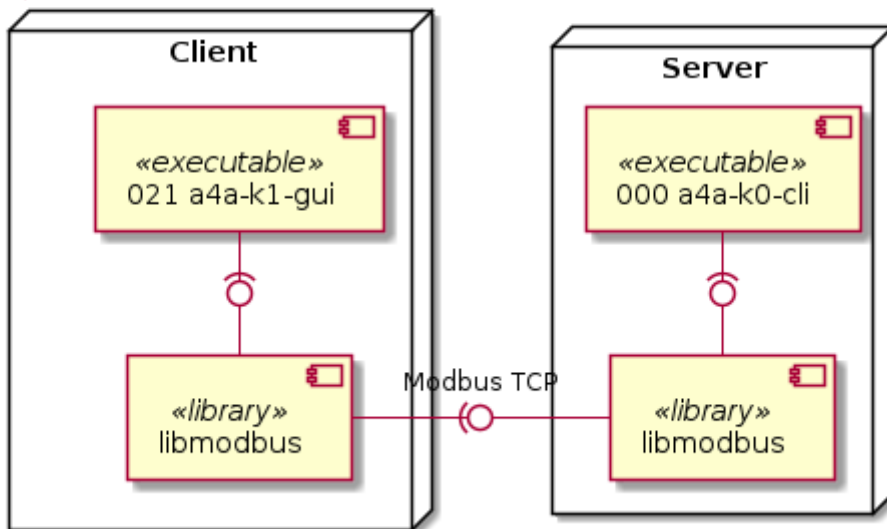 Client
Server
«executable»
021 a4a-k1-gui
«executable»
000 a4a-k0-cli
Modbus TCP
«library»
libmodbus
«library»
libmodbus